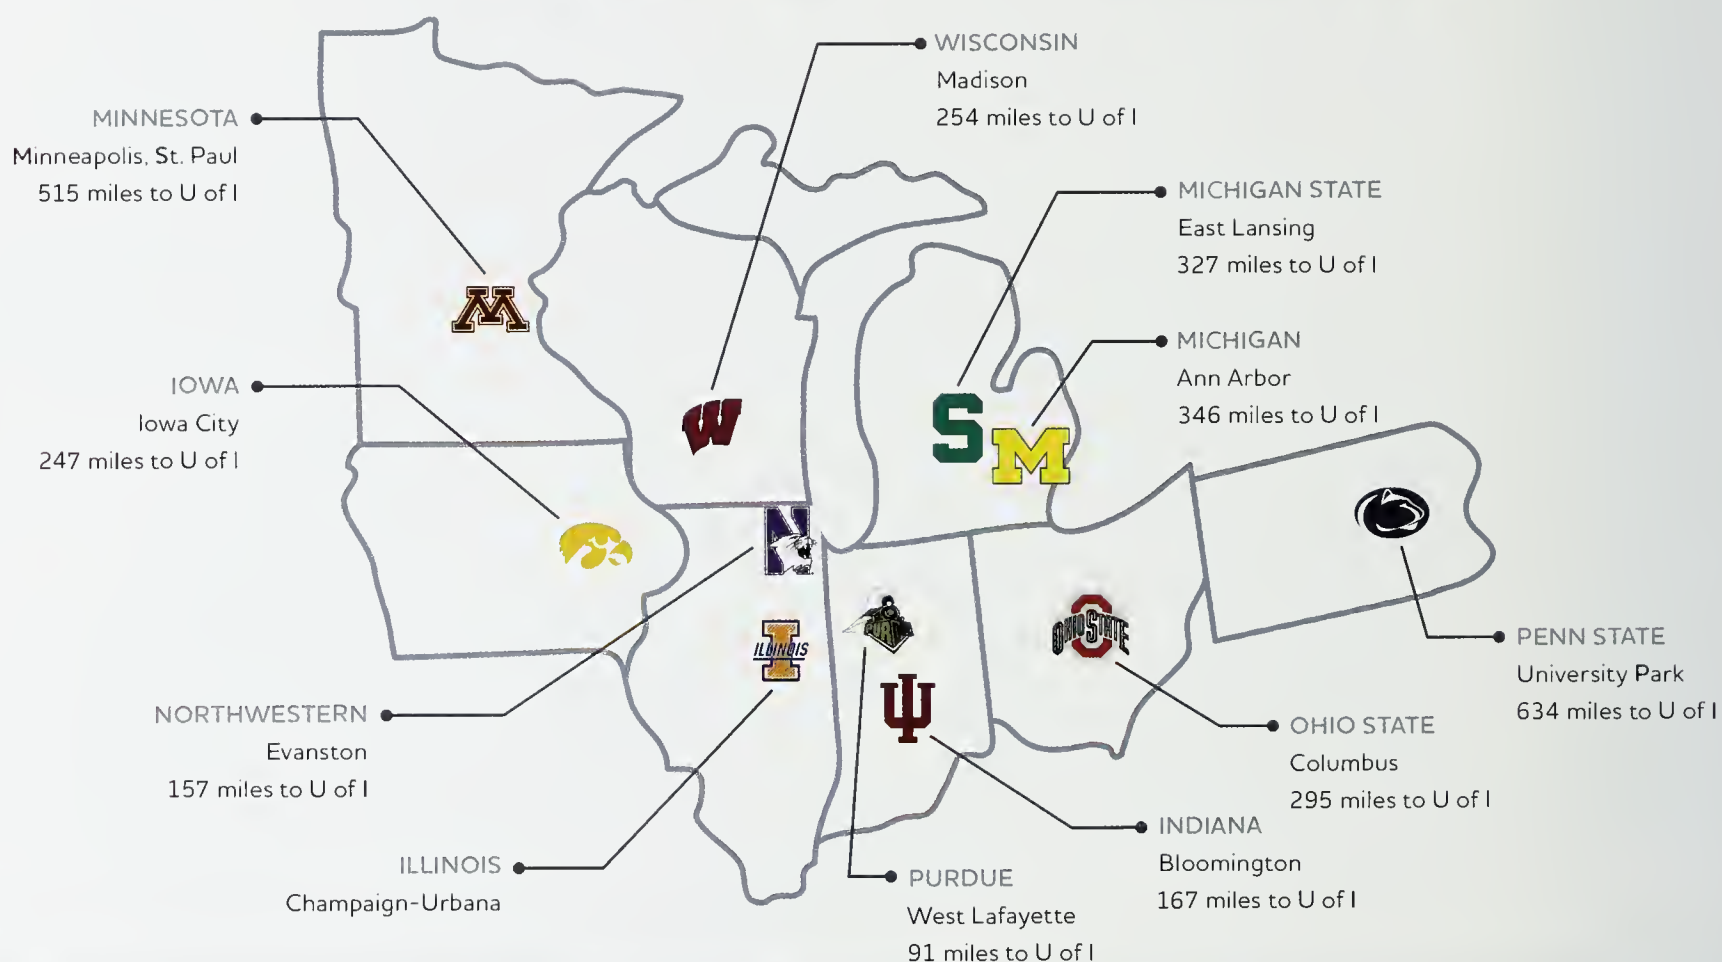 WISCONSIN
Madison
254 miles to U of I
MINNESOTA
Minneapolis, St. Paul
515 miles to U of I
MICHIGAN STATE
East Lansing
327 miles to U of I
MICHIGAN
Ann Arbor
346 miles to U of I
IOWA
Iowa City
247 miles to U of I
M
W
S
M
N
PURDUE
I
ILLINOIS
OHIO STATE
IU
PENN STATE
University Park
634 miles to U of I
NORTHWESTERN
Evanston
157 miles to U of I
OHIO STATE
Columbus
295 miles to U of I
INDIANA
Bloomington
167 miles to U of I
ILLINOIS
Champaign-Urbana
PURDUE
West Lafayette
91 miles to U of I